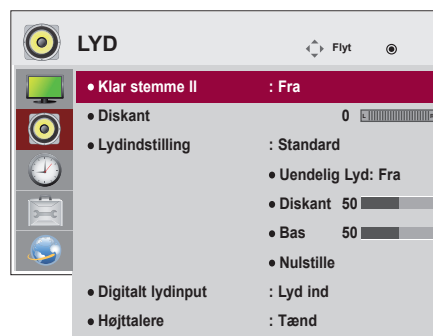 LYD Flyt
• Klar stemme II : Fra
• Diskant 0
• Lydindstilling : Standard
• Uendelig Lyd: Fra
• Diskant 50
• Bas 50
• Nulstille
• Digitalt lydinput : Lyd ind
• Højttalere : Tænd